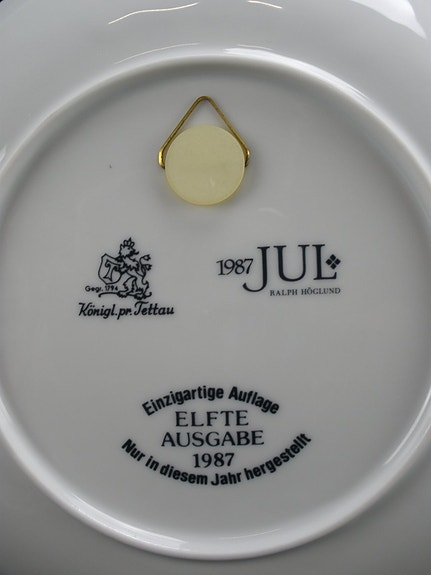 T
Gegr. 1794
Königl. pr. Tettau
1987 JUL
RALPH HÖGLUND
Einzigartige Auflage
ELFTE
AUSGABE
1987
Nur in diesem Jahr hergestellt